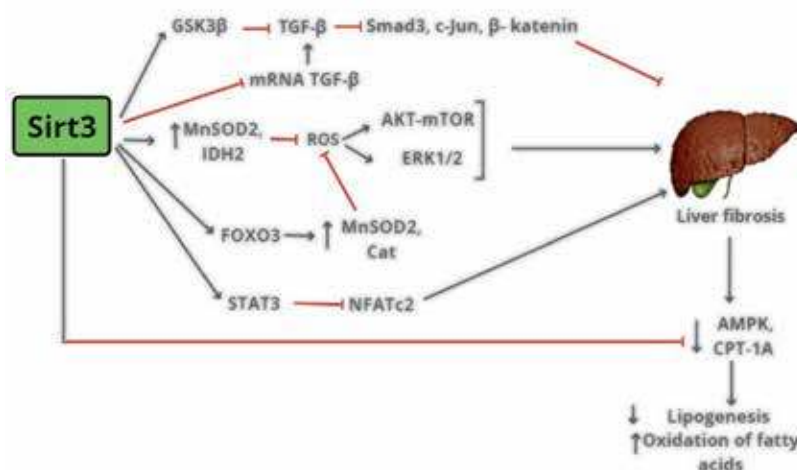 GSK3β TGF-β Smad3, c-Jun, β- katenin
mRNA TGF-β
Sirt3
↑MnSOD2,
IDH2
ROS
AKT-mTOR
ERK1/2
FOXO3
↑ MnSOD2,
Cat
STAT3 NFATc2
Liver fibrosis
↓ AMPK,
CPT-1A
↓ Lipogenesis
↑Oxidation of fatty
acids